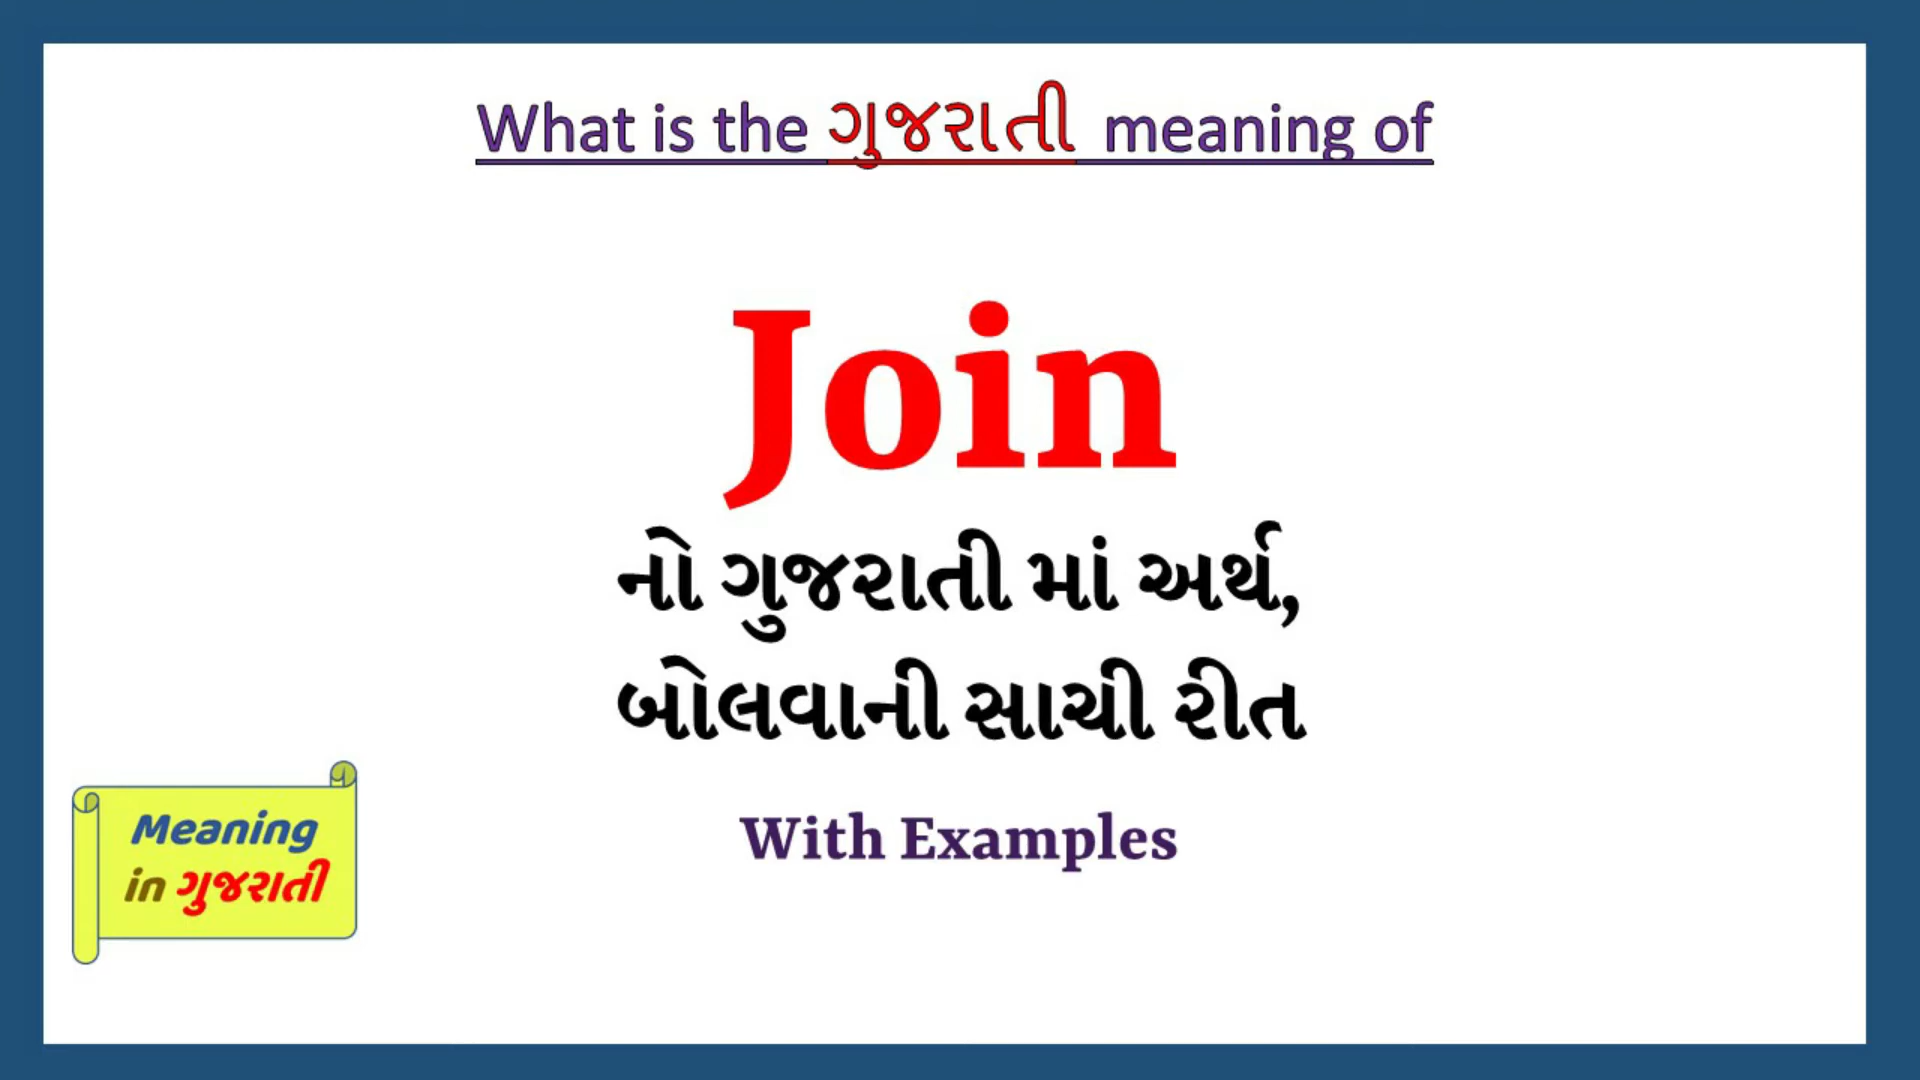 What is the ગુજરાતી meaning of
Join
નો ગુજરાતી માં અર્થ,
બોલવાની સાચી રીત
With Examples
Meaning
in ગુજરાતી